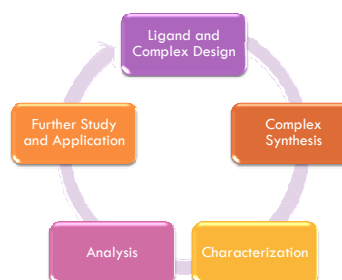 Ligand and
Complex Design
Complex
Synthesis
Characterization
Analysis
Further Study
and Application